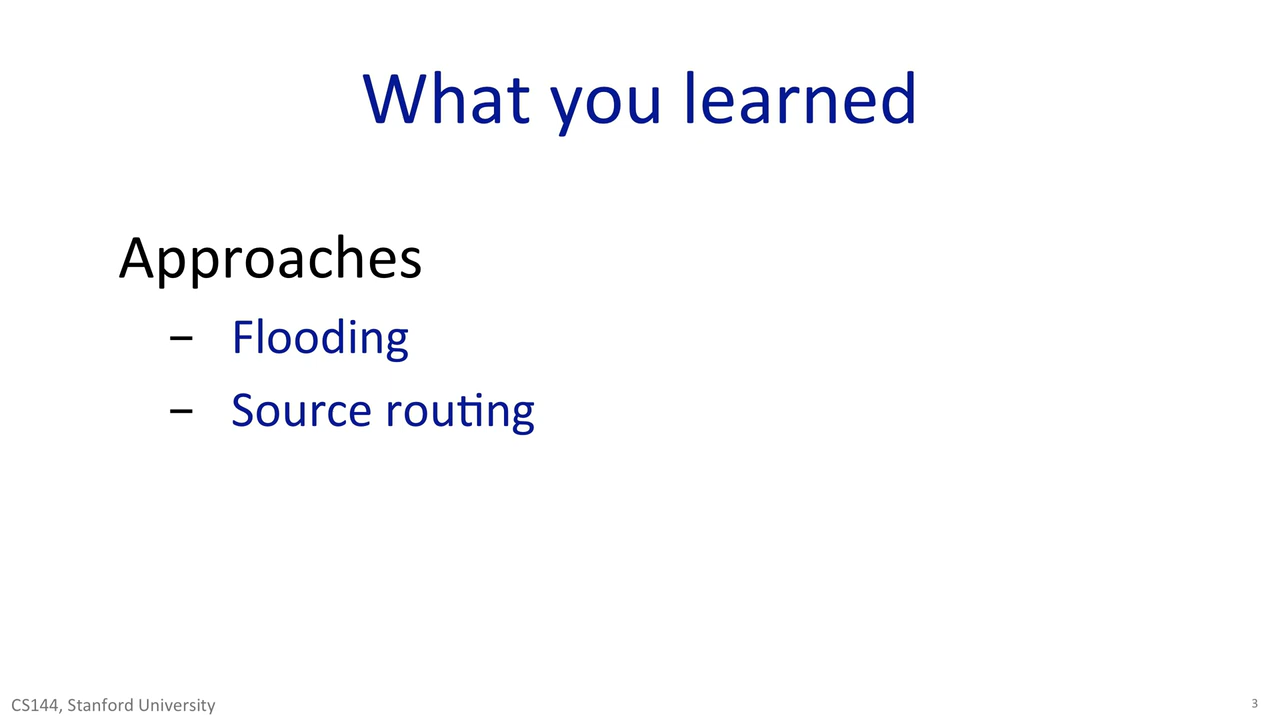 What you learned
Approaches
– Flooding
– Source routing
CS144, Stanford University
3